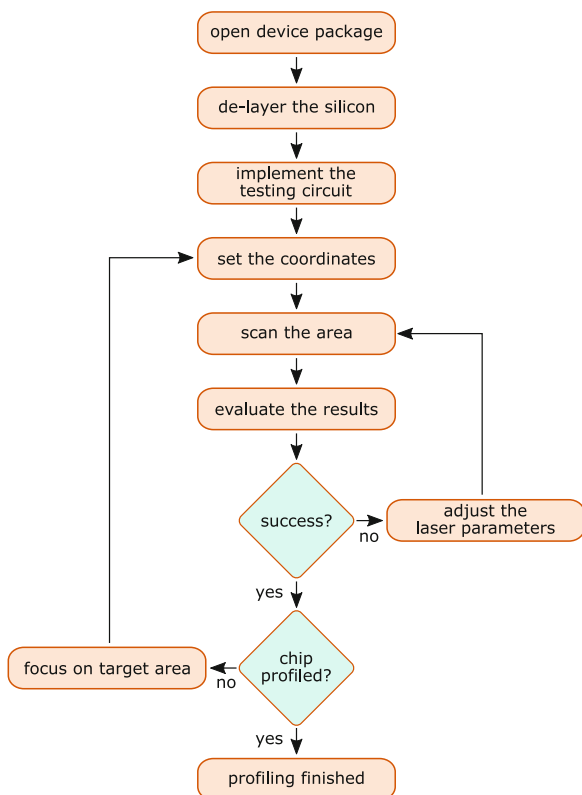 open device package
de-layer the silicon
implement the
testing circuit
set the coordinates
scan the area
evaluate the results
success?
no
adjust the
laser parameters
yes
chip
profiled?
no
focus on target area
yes
profiling finished